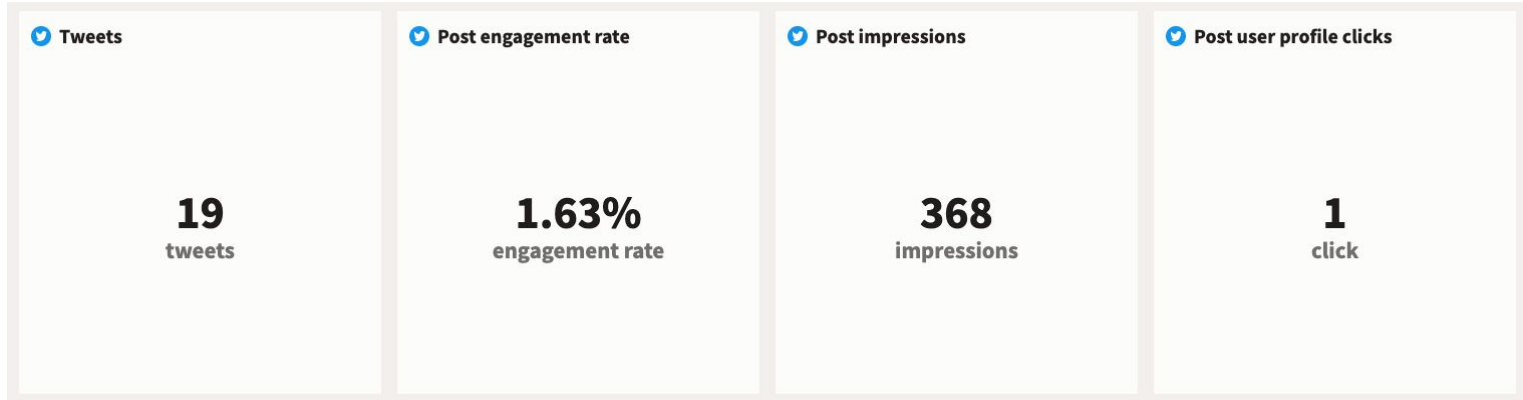 Tweets
19
tweets
Post engagement rate
1.63%
engagement rate
Post impressions
368
impressions
Post user profile clicks
1
click